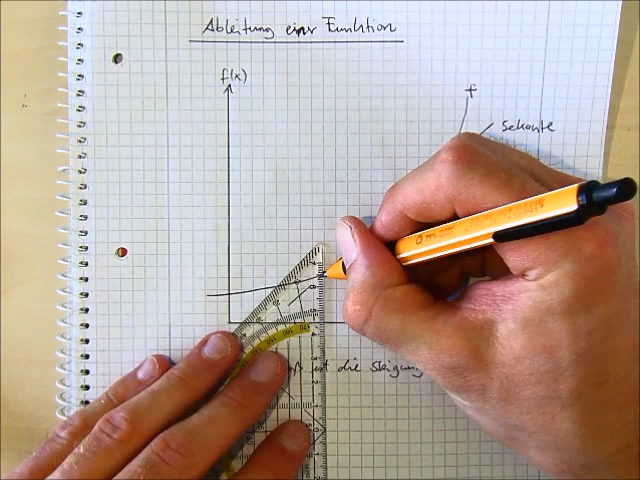 Ableitung einer Funktion
f(x)
f
Sekante
ist die Steigung